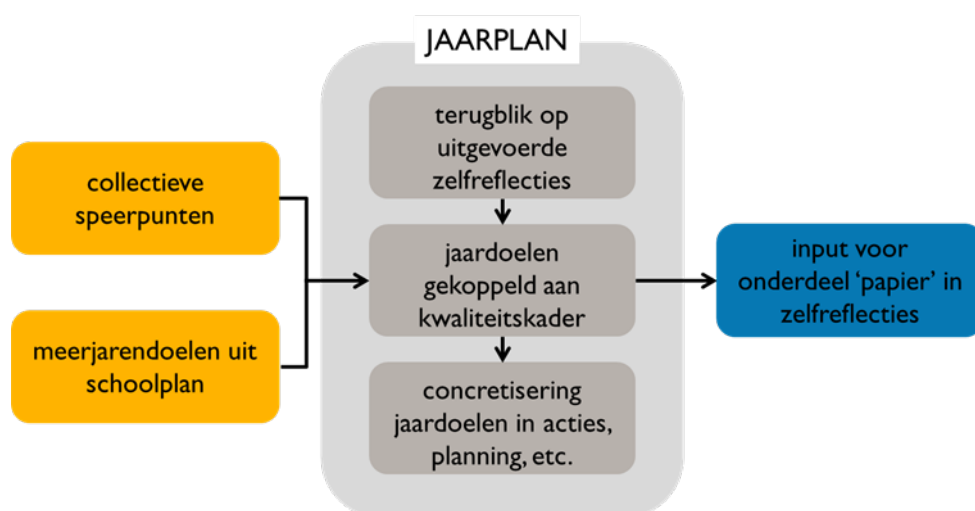 JAARPLAN
terugblik op
uitgevoerde
zelfreflecties
collectieve
speerpunten
jaardoelen
gekoppeld aan
kwaliteitskader
input voor
onderdeel ‘papier’ in
zelfreflecties
meerjarendoelen uit
schoolplan
concretisering
jaardoelen in acties,
planning, etc.